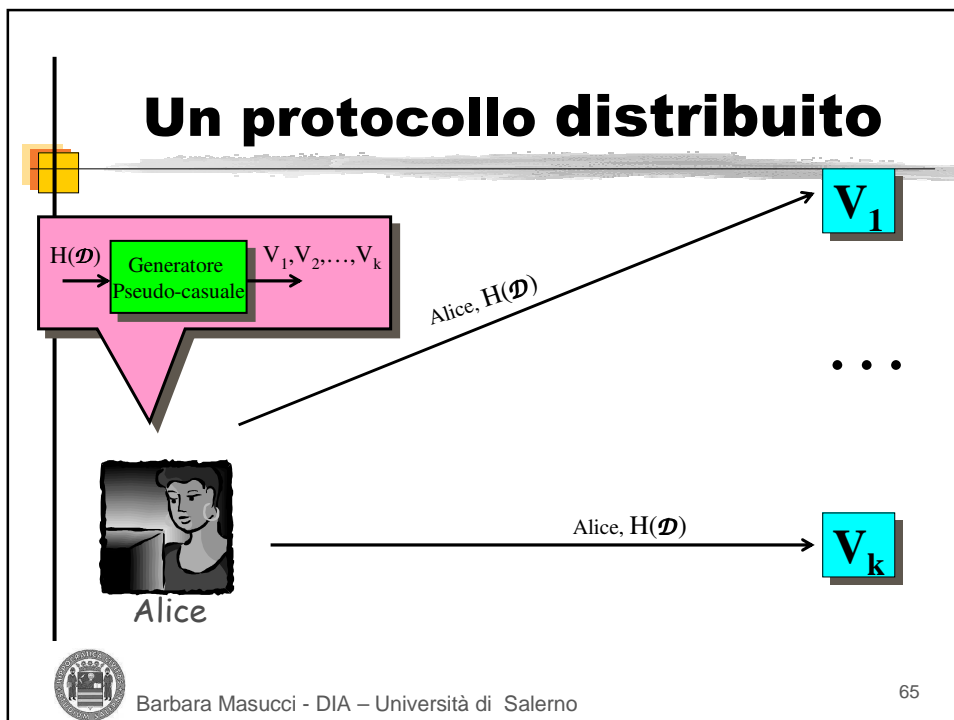 Un protocollo distribuito
H(𝓓)
Generatore
Pseudo-casuale
V₁,V₂,…,Vₖ
Alice, H(𝓓)
V₁
. . .
Alice, H(𝓓)
Vₖ
Alice
Barbara Masucci - DIA – Università di Salerno
65